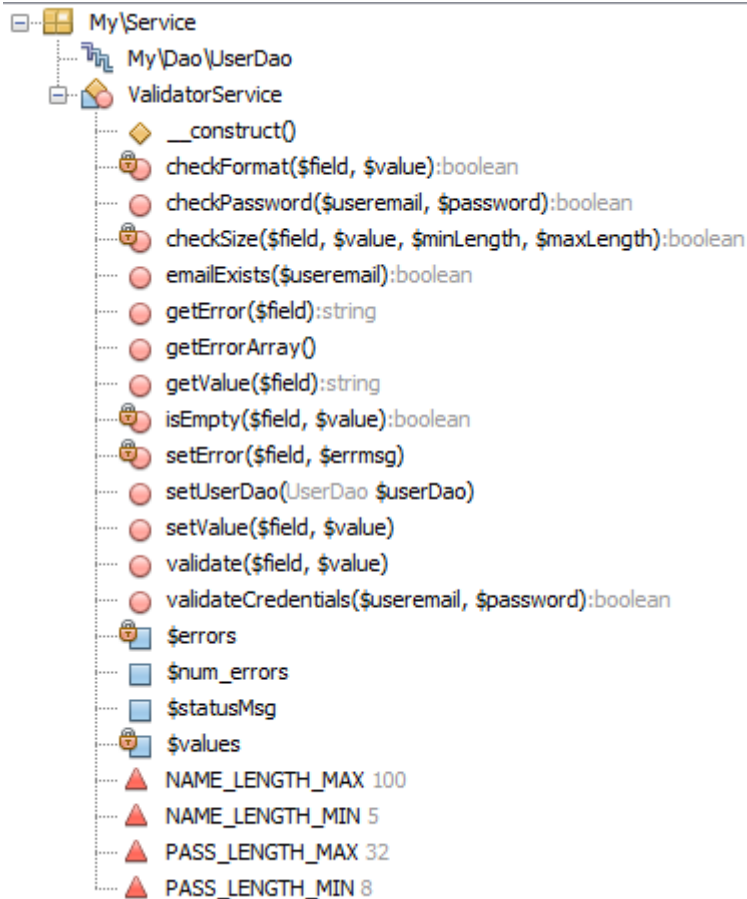 My\Service
My\Dao\UserDao
ValidatorService
__construct()
checkFormat($field, $value):boolean
checkPassword($useremail, $password):boolean
checkSize($field, $value, $minLength, $maxLength):boolean
emailExists($useremail):boolean
getError($field):string
getErrorArray()
getValue($field):string
isEmpty($field, $value):boolean
setError($field, $errmsg)
setUserDao(UserDao $userDao)
setValue($field, $value)
validate($field, $value)
validateCredentials($useremail, $password):boolean
$errors
$num_errors
$statusMsg
$values
NAME_LENGTH_MAX 100
NAME_LENGTH_MIN 5
PASS_LENGTH_MAX 32
PASS_LENGTH_MIN 8